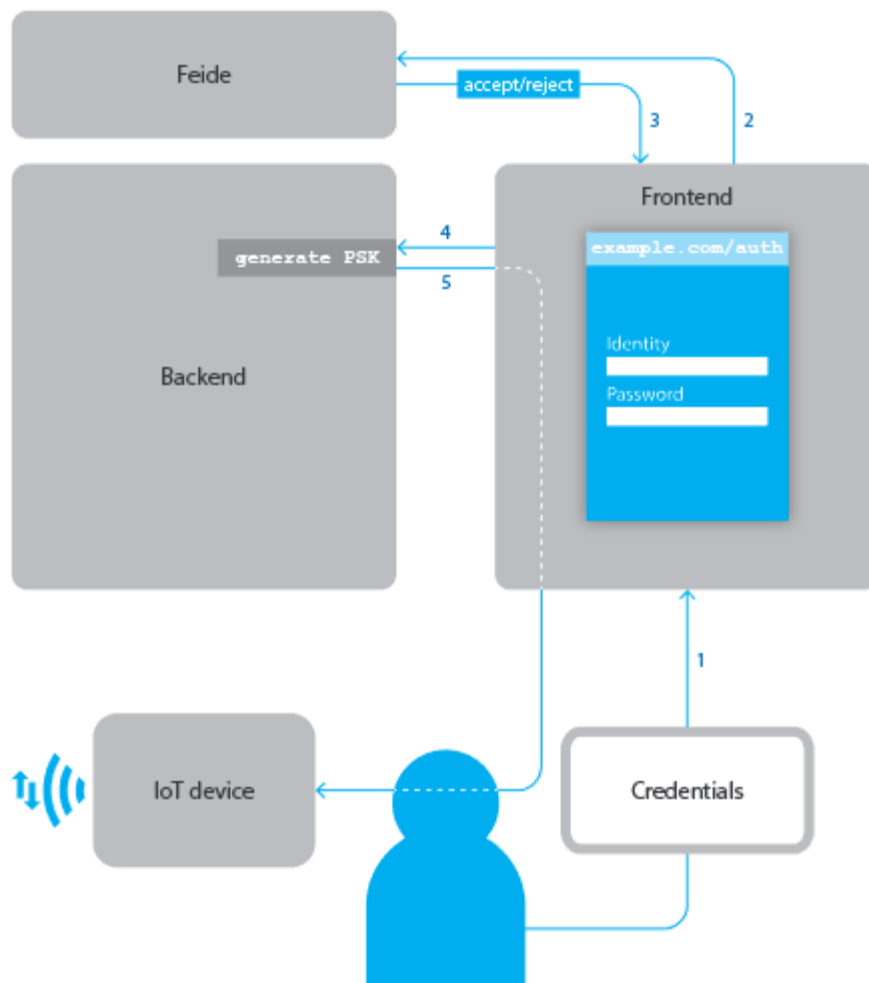 Feide
accept/reject
3
2
Frontend
example.com/auth
4
generate PSK
5
Identity
Password
Backend
1
IoT device
Credentials